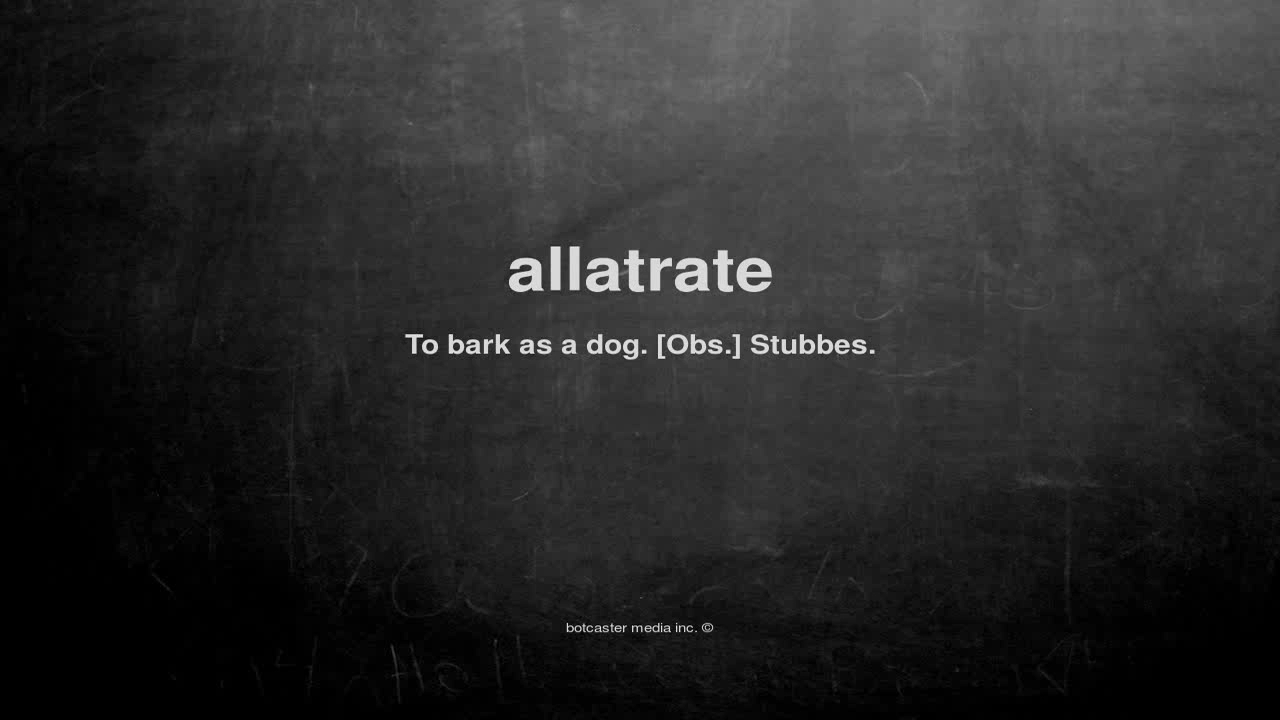 allatrate
To bark as a dog. [Obs.] Stubbes.
botcaster media inc. ©